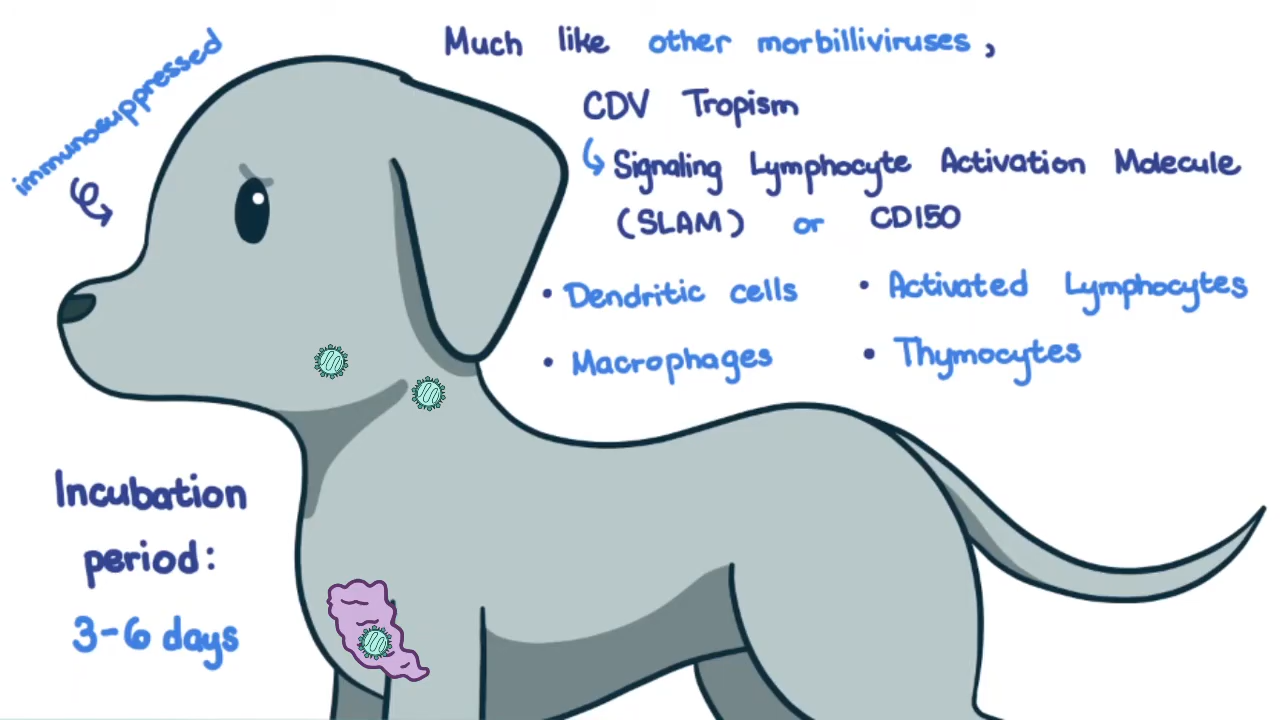 immunosuppressed
Much like other morbilliviruses,
CDV Tropism
Signaling Lymphocyte Activation Molecule
(SLAM) or CD150
• Dendritic cells • Activated Lymphocytes
• Macrophages • Thymocytes
Incubation
period:
3-6 days